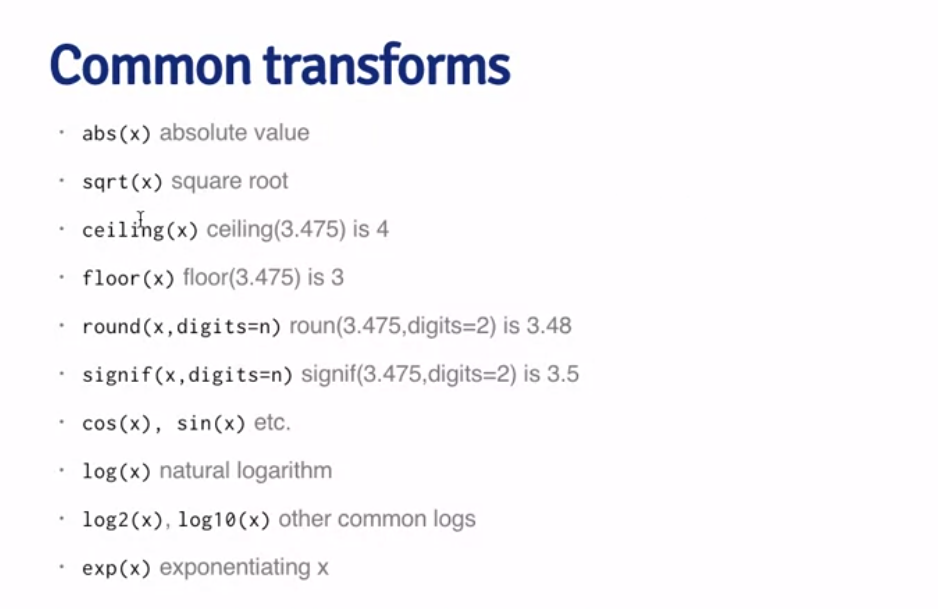 Common transforms
· abs(x) absolute value
· sqrt(x) square root
· ceiling(x) ceiling(3.475) is 4
· floor(x) floor(3.475) is 3
· round(x,digits=n) roun(3.475,digits=2) is 3.48
· signif(x,digits=n) signif(3.475,digits=2) is 3.5
· cos(x), sin(x) etc.
· log(x) natural logarithm
· log2(x), log10(x) other common logs
· exp(x) exponentiating x